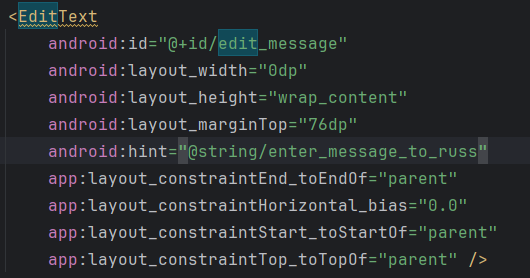 <EditText
android:id="@+id/edit_message"
android:layout_width="0dp"
android:layout_height="wrap_content"
android:layout_marginTop="76dp"
android:hint="@string/enter_message_to_russ"
app:layout_constraintEnd_toEndOf="parent"
app:layout_constraintHorizontal_bias="0.0"
app:layout_constraintStart_toStartOf="parent"
app:layout_constraintTop_toTopOf="parent" />